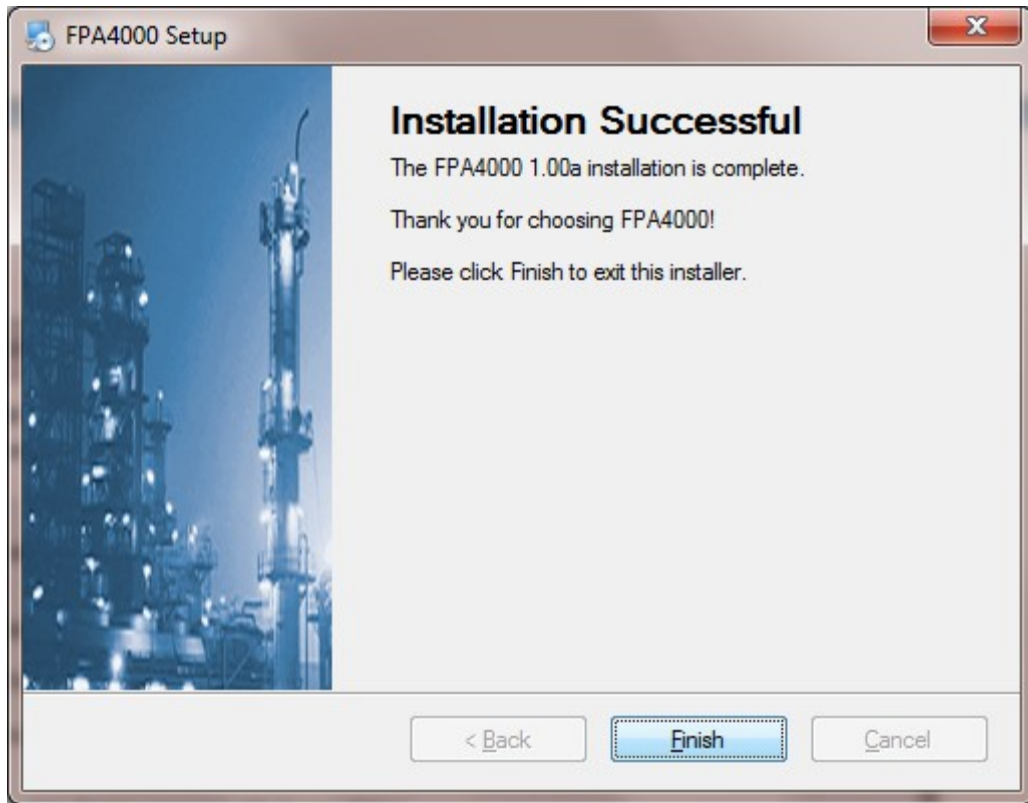 FPA4000 Setup
Installation Successful
The FPA4000 1.00a installation is complete.
Thank you for choosing FPA4000!
Please click Finish to exit this installer.
< Back
Finish
Cancel